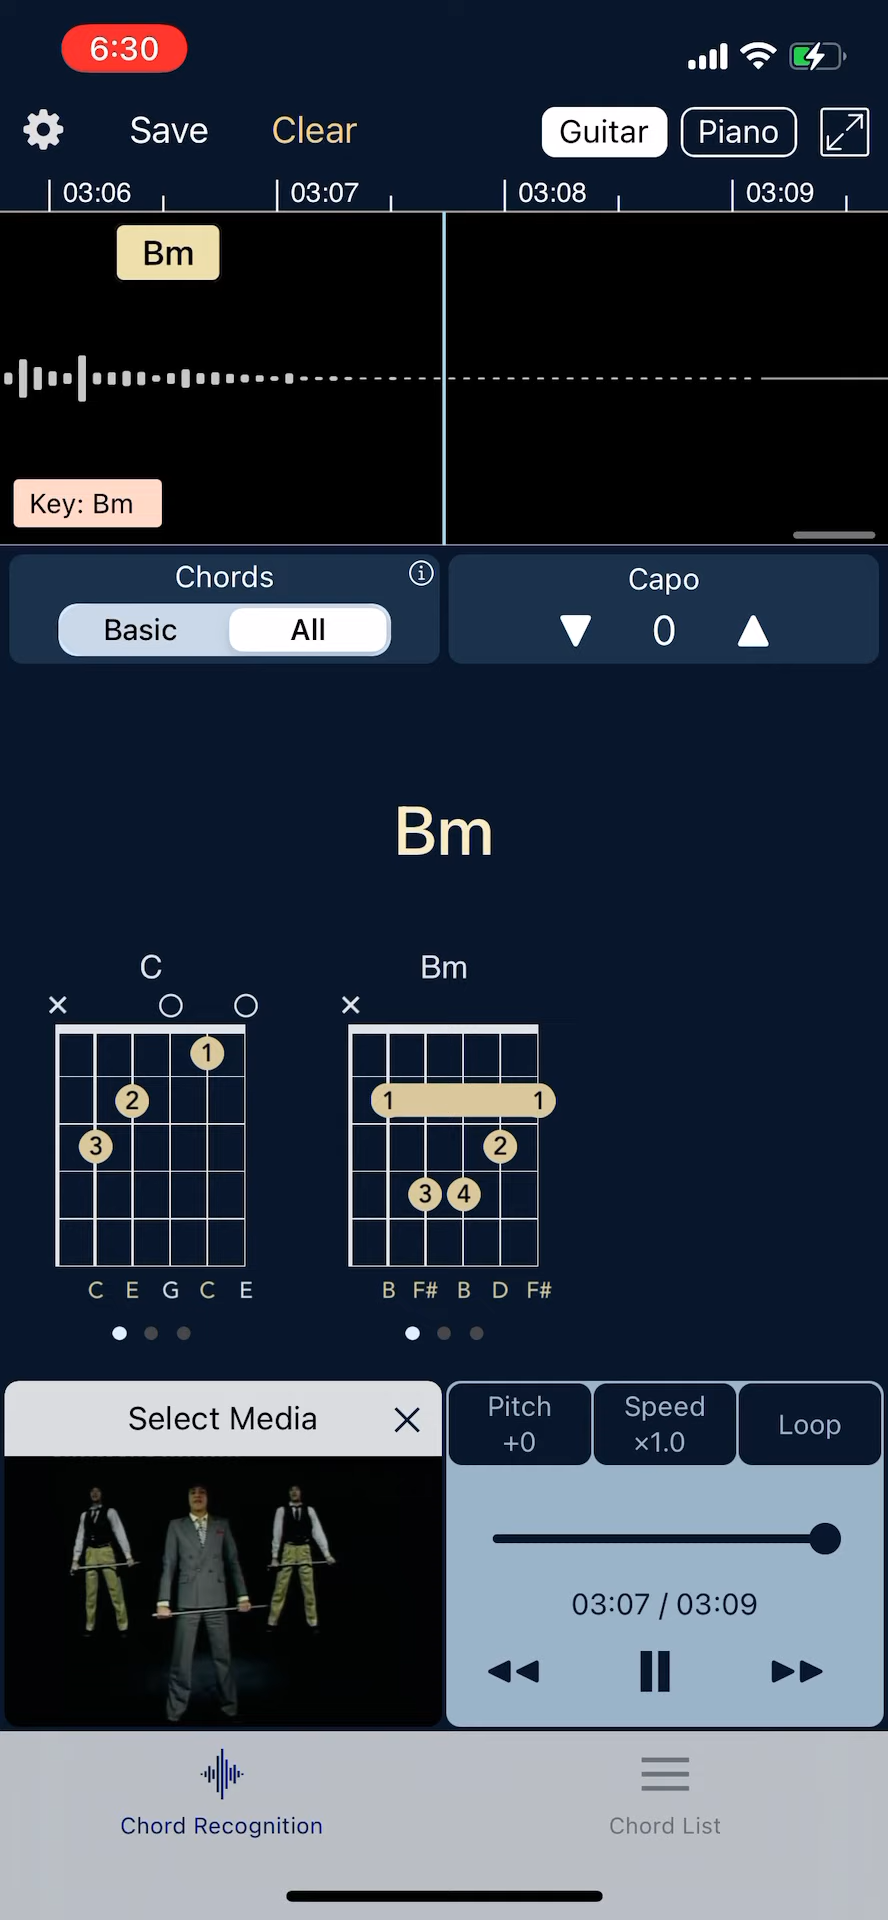 6:30
Save Clear Guitar Piano
03:06 03:07 03:08 03:09
Bm
Key: Bm
Chords Capo
Basic All 0
Bm
C Bm
1
2 1 1
3 2
3 4
C E G C E B F# B D F#
Select Media Pitch Speed Loop
+0 ×1.0
03:07 / 03:09
Chord Recognition Chord List